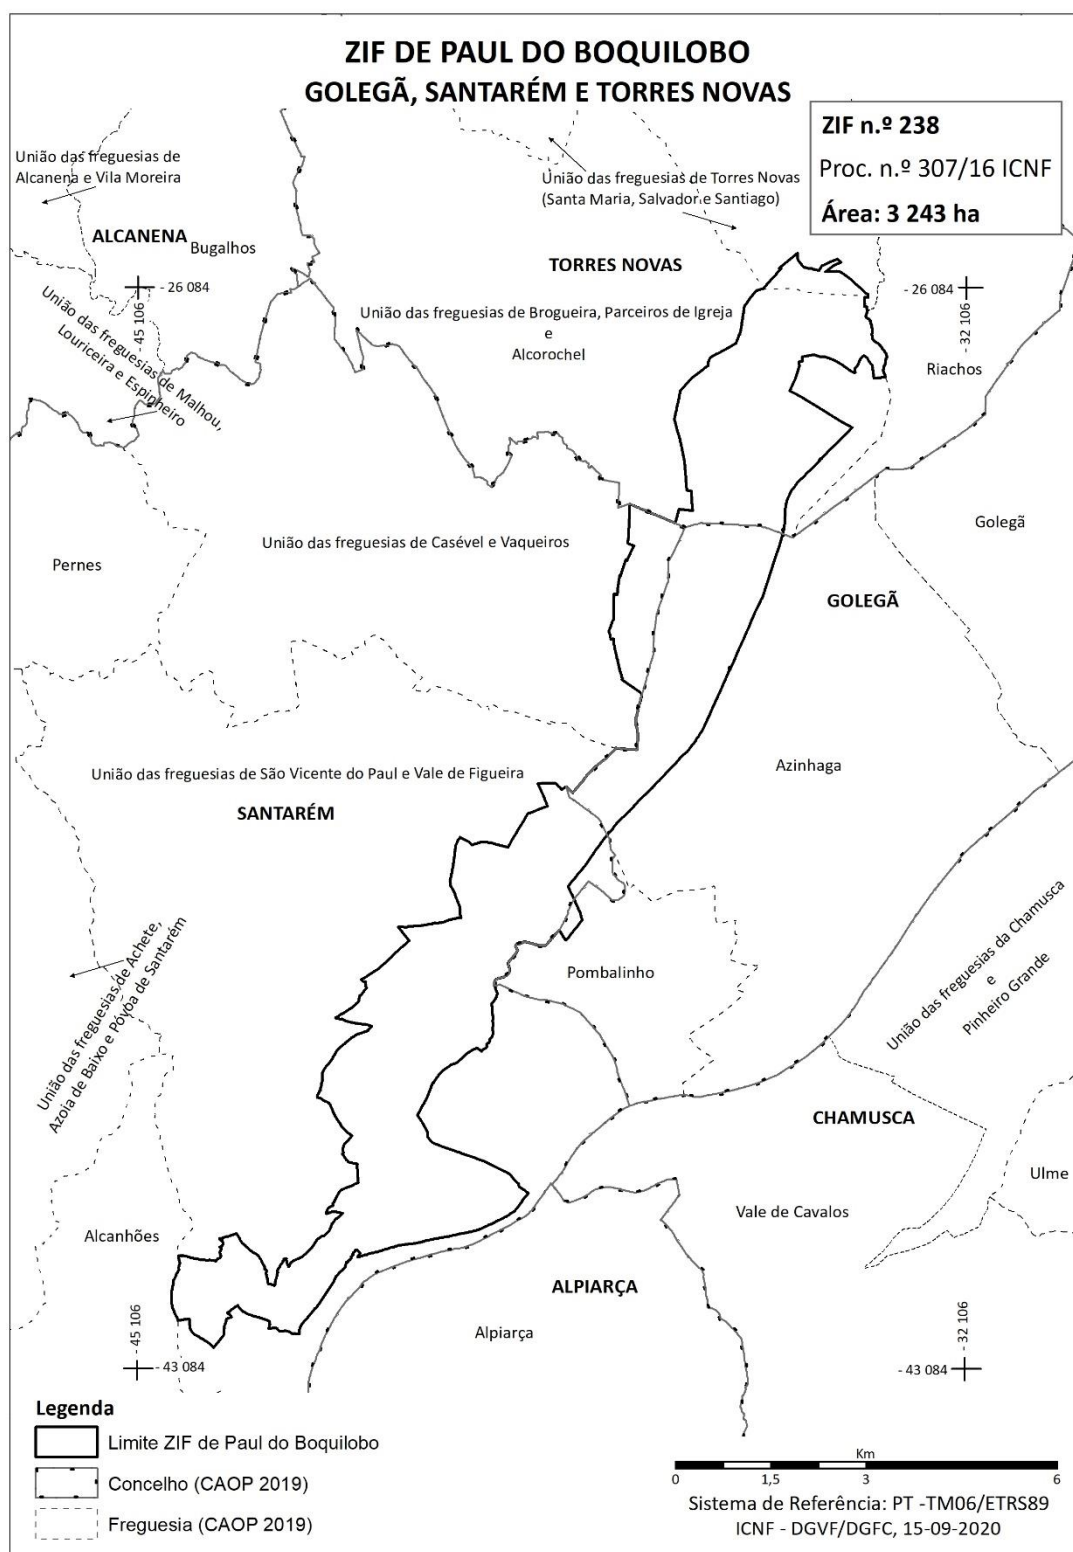 ZIF DE PAUL DO BOQUILOBO
GOLEGÃ, SANTARÉM E TORRES NOVAS
ZIF n.º 238
Proc. n.º 307/16 ICNF
Área: 3 243 ha
União das freguesias de
Alcanena e Vila Moreira
União das freguesias de Torres Novas
(Santa Maria, Salvador e Santiago)
ALCANENA
Bugalhos
TORRES NOVAS
- 26 084
- 45 106
- 26 084
- 32 106
União das freguesias de Malhou,
Louriceira e Espinheiro
União das freguesias de Brogueira, Parceiros de Igreja
e
Alcorochel
Riachos
Golegã
União das freguesias de Casével e Vaqueiros
Pernes
GOLEGÃ
Azinhaga
União das freguesias de São Vicente do Paul e Vale de Figueira
SANTARÉM
União das freguesias de Achete,
Azoia de Baixo e Póvoa de Santarém
Pombalinho
União das freguesias da Chamusca
e
Pinheiro Grande
CHAMUSCA
Ulme
Vale de Cavalos
Alcanhões
ALPIARÇA
Alpiarça
- 45 106
- 43 084
- 32 106
- 43 084
Legenda
Limite ZIF de Paul do Boquilobo
Concelho (CAOP 2019)
Freguesia (CAOP 2019)
Km
0 1,5 3 6
Sistema de Referência: PT -TM06/ETRS89
ICNF - DGVF/DGFC, 15-09-2020